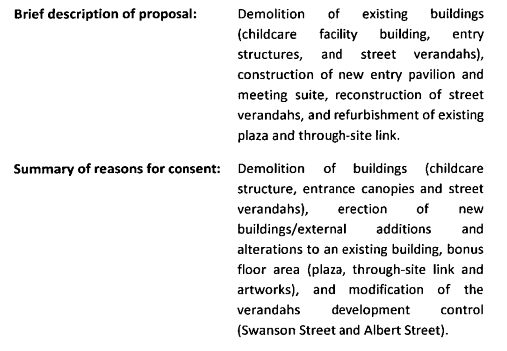 Brief description of proposal: Demolition of existing buildings
(childcare facility building, entry
structures, and street verandahs),
construction of new entry pavilion and
meeting suite, reconstruction of street
verandahs, and refurbishment of existing
plaza and through-site link.
Summary of reasons for consent: Demolition of buildings (childcare
structure, entrance canopies and street
verandahs), erection of new
buildings/external additions and
alterations to an existing building, bonus
floor area (plaza, through-site link and
artworks), and modification of the
verandahs development control
(Swanson Street and Albert Street).